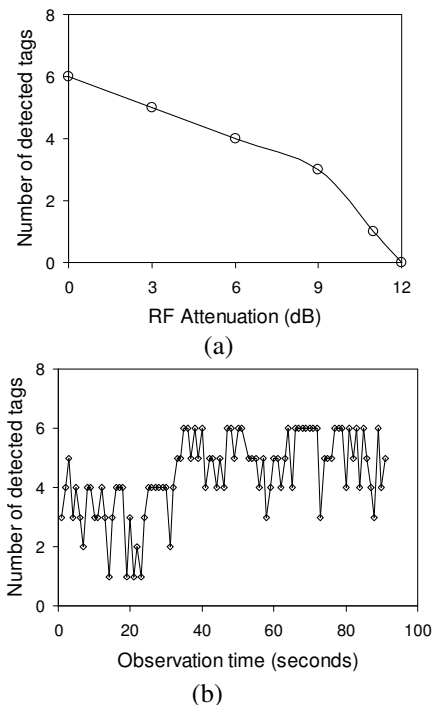 8
6
4
2
0
Number of detected tags
0 3 6 9 12
RF Attenuation (dB)
(a)
8
6
4
2
0
Number of detected tags
0 20 40 60 80 100
Observation time (seconds)
(b)